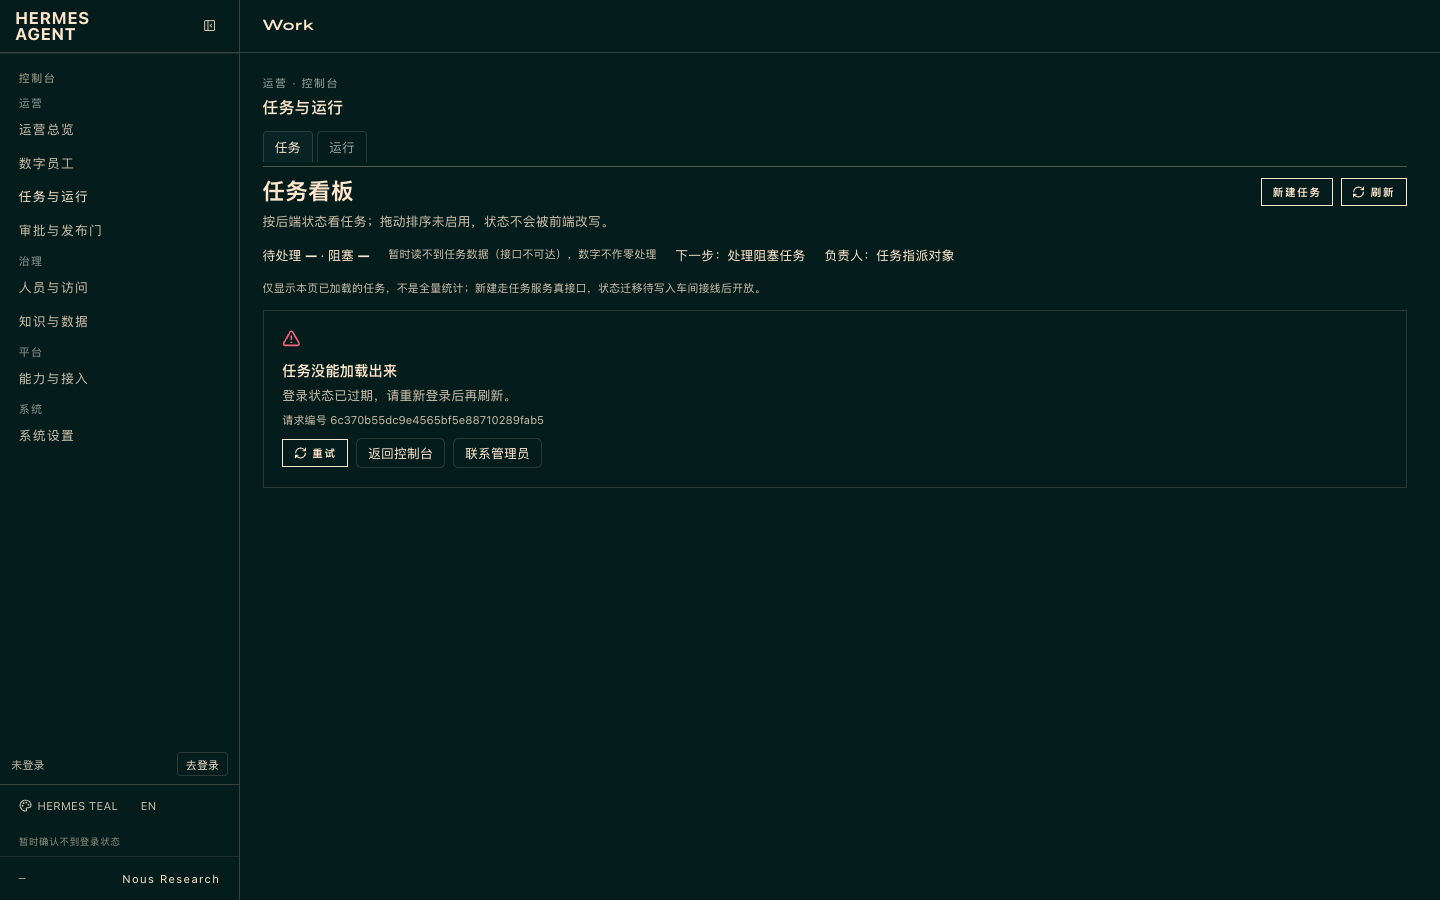 HERMES
AGENT
Work
控制台
运营
运营总览
数字员工
任务与运行
审批与发布门
治理
人员与访问
知识与数据
平台
能力与接入
系统
系统设置
未登录
去登录
HERMES TEAL
EN
暂时确认不到登录状态
—
Nous Research
运营 · 控制台
任务与运行
任务
运行
任务看板
新建任务
刷新
按后端状态看任务；拖动排序未启用，状态不会被前端改写。
待处理 — · 阻塞 — 暂时读不到任务数据（接口不可达），数字不作零处理 下一步：处理阻塞任务 负责人：任务指派对象
仅显示本页已加载的任务，不是全量统计；新建走任务服务真接口，状态迁移待写入车间接线后开放。
任务没能加载出来
登录状态已过期，请重新登录后再刷新。
请求编号 6c370b55dc9e4565bf5e88710289fab5
重试
返回控制台
联系管理员